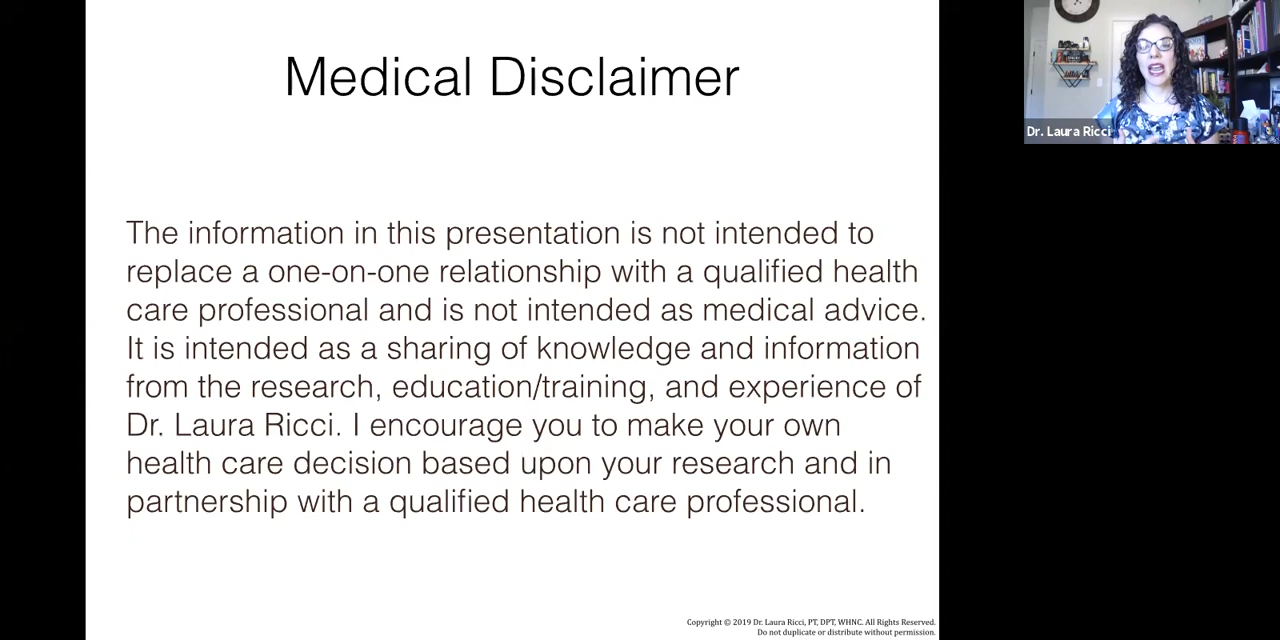 Medical Disclaimer
The information in this presentation is not intended to
replace a one-on-one relationship with a qualified health
care professional and is not intended as medical advice.
It is intended as a sharing of knowledge and information
from the research, education/training, and experience of
Dr. Laura Ricci. I encourage you to make your own
health care decision based upon your research and in
partnership with a qualified health care professional.
Copyright © 2019 Dr. Laura Ricci, PT, DPT, WHNC. All Rights Reserved.
Do not duplicate or distribute without permission.
Dr. Laura Ricci